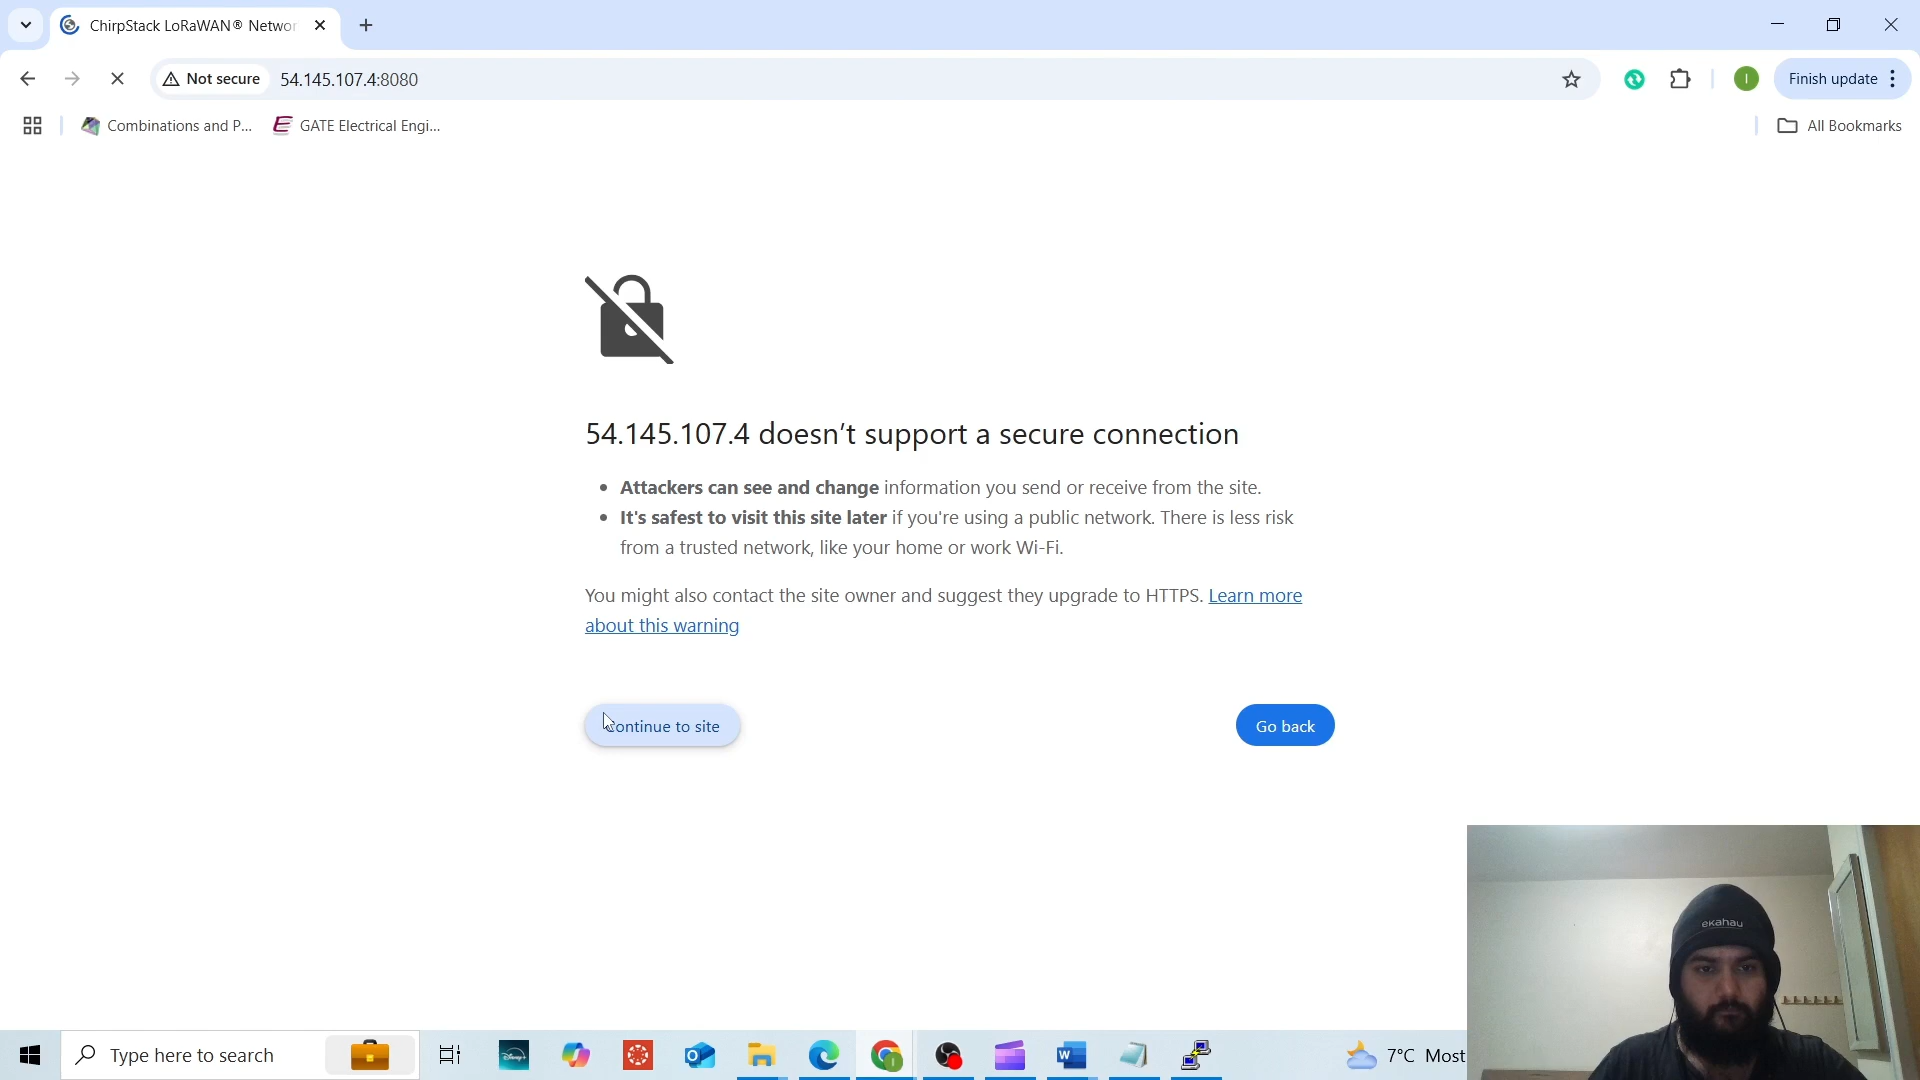 ChirpStack LoRaWAN® Networ
Not secure
54.145.107.4:8080
Finish update
Combinations and P...
GATE Electrical Engi...
All Bookmarks
54.145.107.4 doesn't support a secure connection
Attackers can see and change information you send or receive from the site.
It's safest to visit this site later if you're using a public network. There is less risk
from a trusted network, like your home or work Wi-Fi.
You might also contact the site owner and suggest they upgrade to HTTPS. Learn more
about this warning
Continue to site
Go back
ekahau
Type here to search
7°C Most